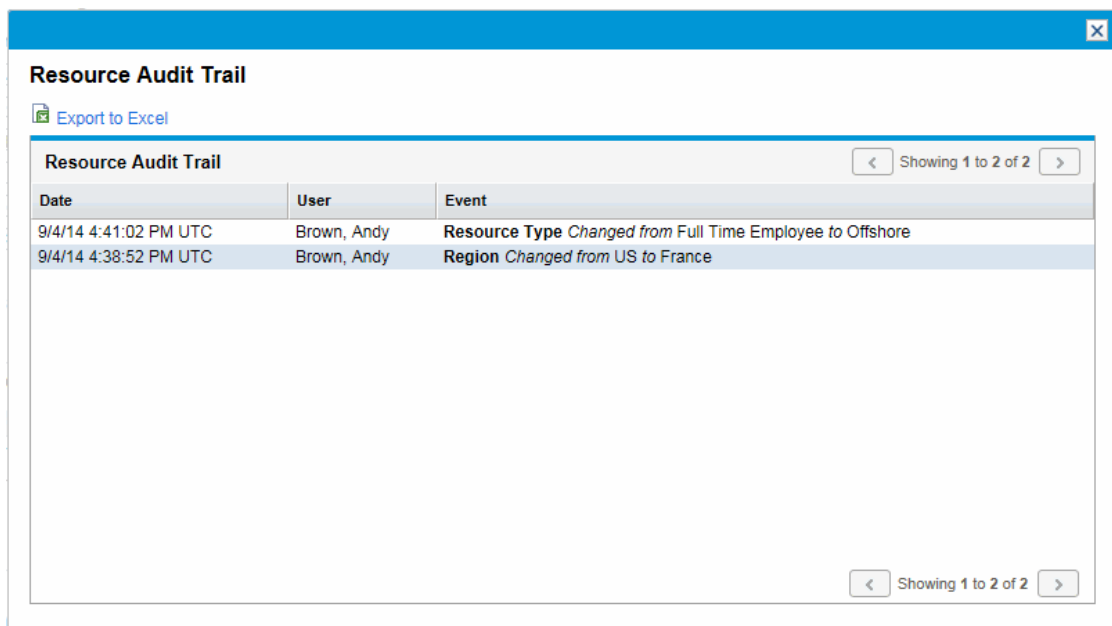 Resource Audit Trail
Export to Excel
Resource Audit Trail
Showing 1 to 2 of 2
Date User Event
9/4/14 4:41:02 PM UTC Brown, Andy Resource Type Changed from Full Time Employee to Offshore
9/4/14 4:38:52 PM UTC Brown, Andy Region Changed from US to France
Showing 1 to 2 of 2